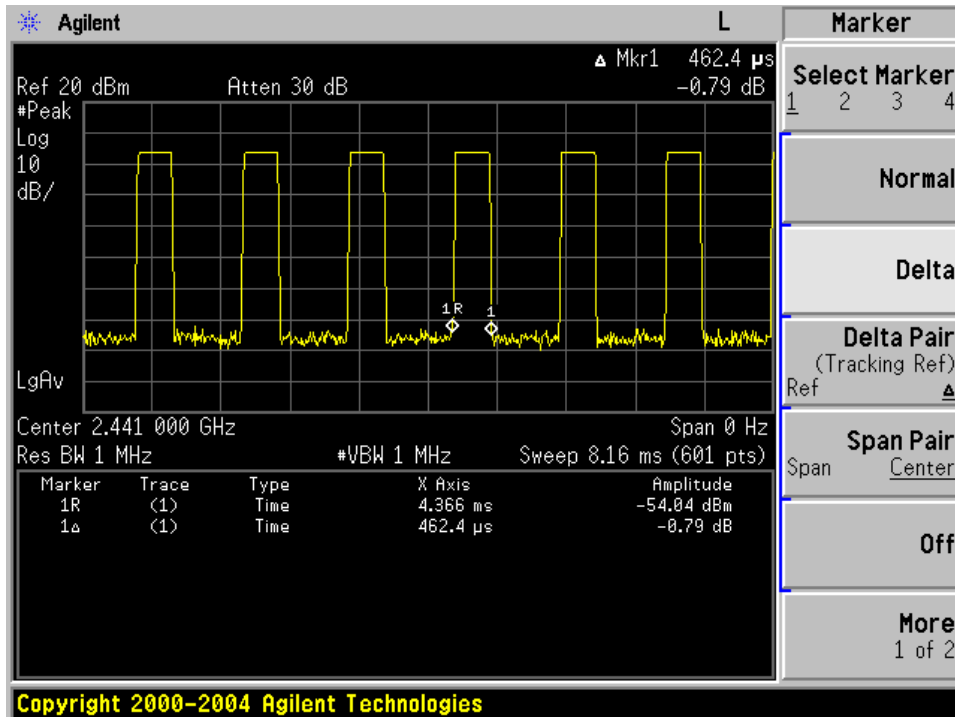 Agilent
L
Marker
Δ Mkr1 462.4 µs
Ref 20 dBm Atten 30 dB -0.79 dB
#Peak
Log
10
dB/
1R 1
LgAv
Center 2.441 000 GHz Span 0 Hz
Res BW 1 MHz #VBW 1 MHz Sweep 8.16 ms (601 pts)
Marker Trace Type X Axis Amplitude
1R (1) Time 4.366 ms -54.04 dBm
1Δ (1) Time 462.4 µs -0.79 dB
Select Marker
1 2 3 4
Normal
Delta
Delta Pair
(Tracking Ref)
Ref Δ
Span Pair
Span Center
Off
More
1 of 2
Copyright 2000-2004 Agilent Technologies